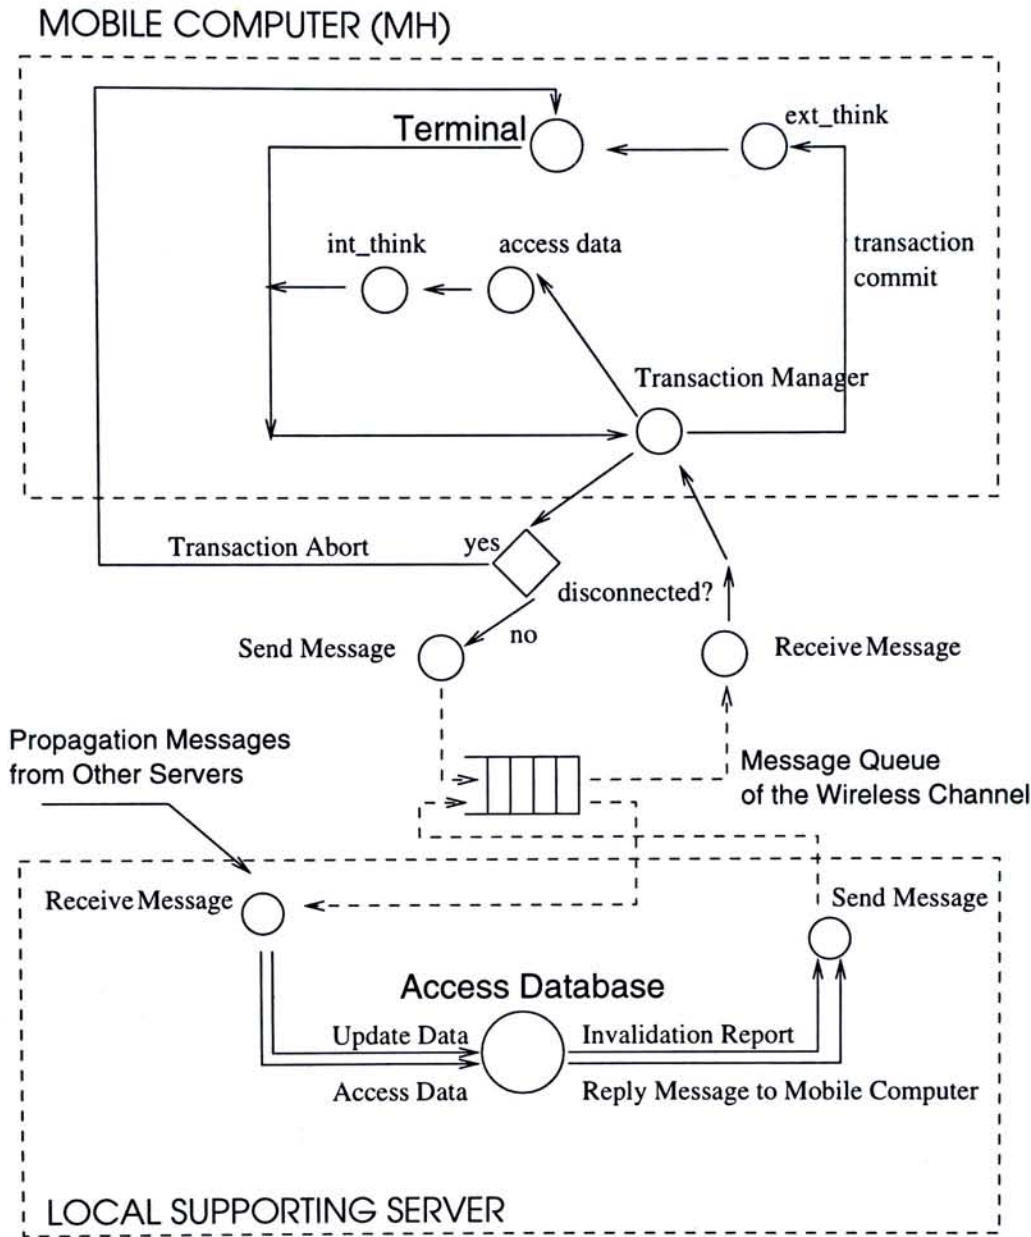 MOBILE COMPUTER (MH)
ext_think
Terminal
int_think
access data
transaction
commit
Transaction Manager
Transaction Abort
yes
disconnected?
no
Send Message
Receive Message
Propagation Messages
from Other Servers
Message Queue
of the Wireless Channel
Receive Message
Send Message
Access Database
Update Data
Invalidation Report
Access Data
Reply Message to Mobile Computer
LOCAL SUPPORTING SERVER